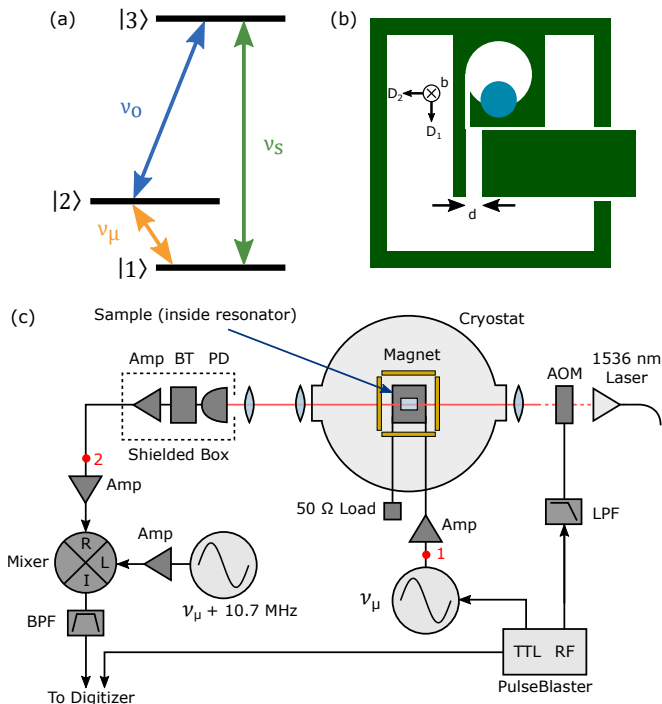 (a)
|3⟩
νo
νs
|2⟩
νμ
|1⟩
(b)
b
D2
D1
d
(c)
Sample (inside resonator)
Cryostat
Magnet
1536 nm
Laser
Amp BT PD
AOM
Shielded Box
2
Amp
50 Ω Load
Amp
LPF
1
Mixer
R
L
I
Amp
νμ + 10.7 MHz
νμ
BPF
TTL RF
PulseBlaster
To Digitizer